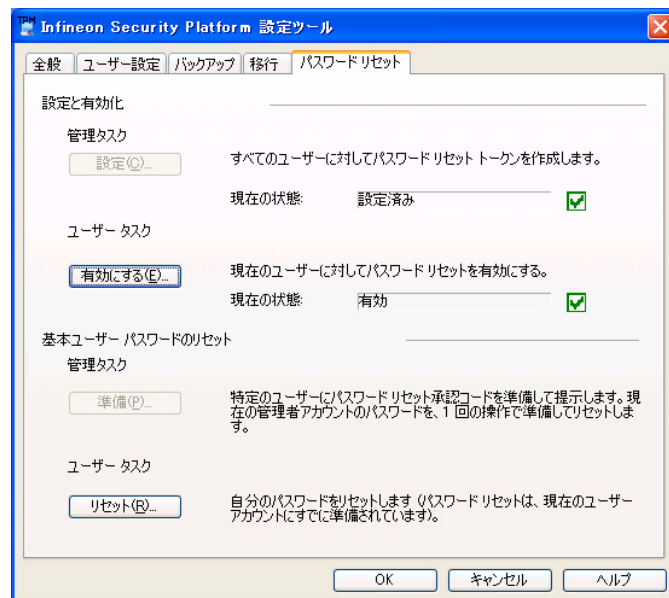 TPM
Infineon Security Platform 設定ツール
全般 ユーザー設定 バックアップ 移行 パスワード リセット
設定と有効化
管理タスク
設定(C)...
すべてのユーザーに対してパスワード リセット トークンを作成します。
現在の状態: 設定済み
ユーザー タスク
有効にする(E)...
現在のユーザーに対してパスワード リセットを有効にする。
現在の状態: 有効
基本ユーザー パスワードのリセット
管理タスク
準備(P)...
特定のユーザーにパスワード リセット承認コードを準備して提示します。現
在の管理者アカウントのパスワードを、1 回の操作で準備してリセットしま
す。
ユーザー タスク
リセット(R)...
自分のパスワードをリセットします (パスワード リセットは、現在のユーザー
アカウントにすでに準備されています)。
OK キャンセル ヘルプ